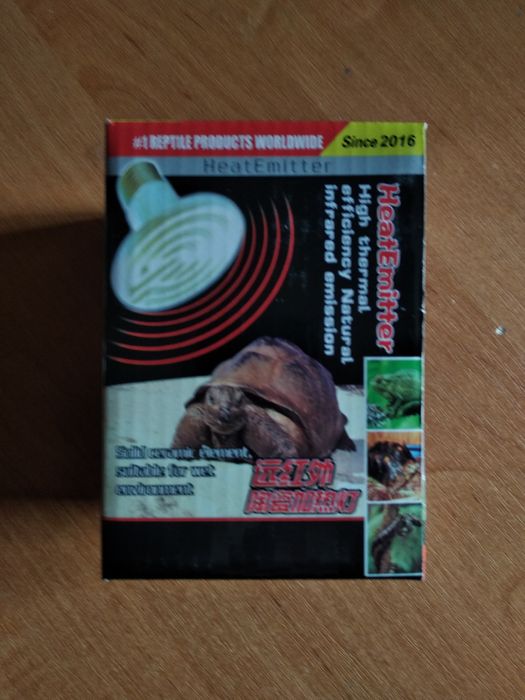 #1 REPTILE PRODUCTS WORLDWIDE
Since 2016
HeatEmitter
HeatEmitter
High thermal
efficiency Natural
infrared emission
Solid ceramic element,
suitable for wet
environment
远红外
陶瓷加热灯